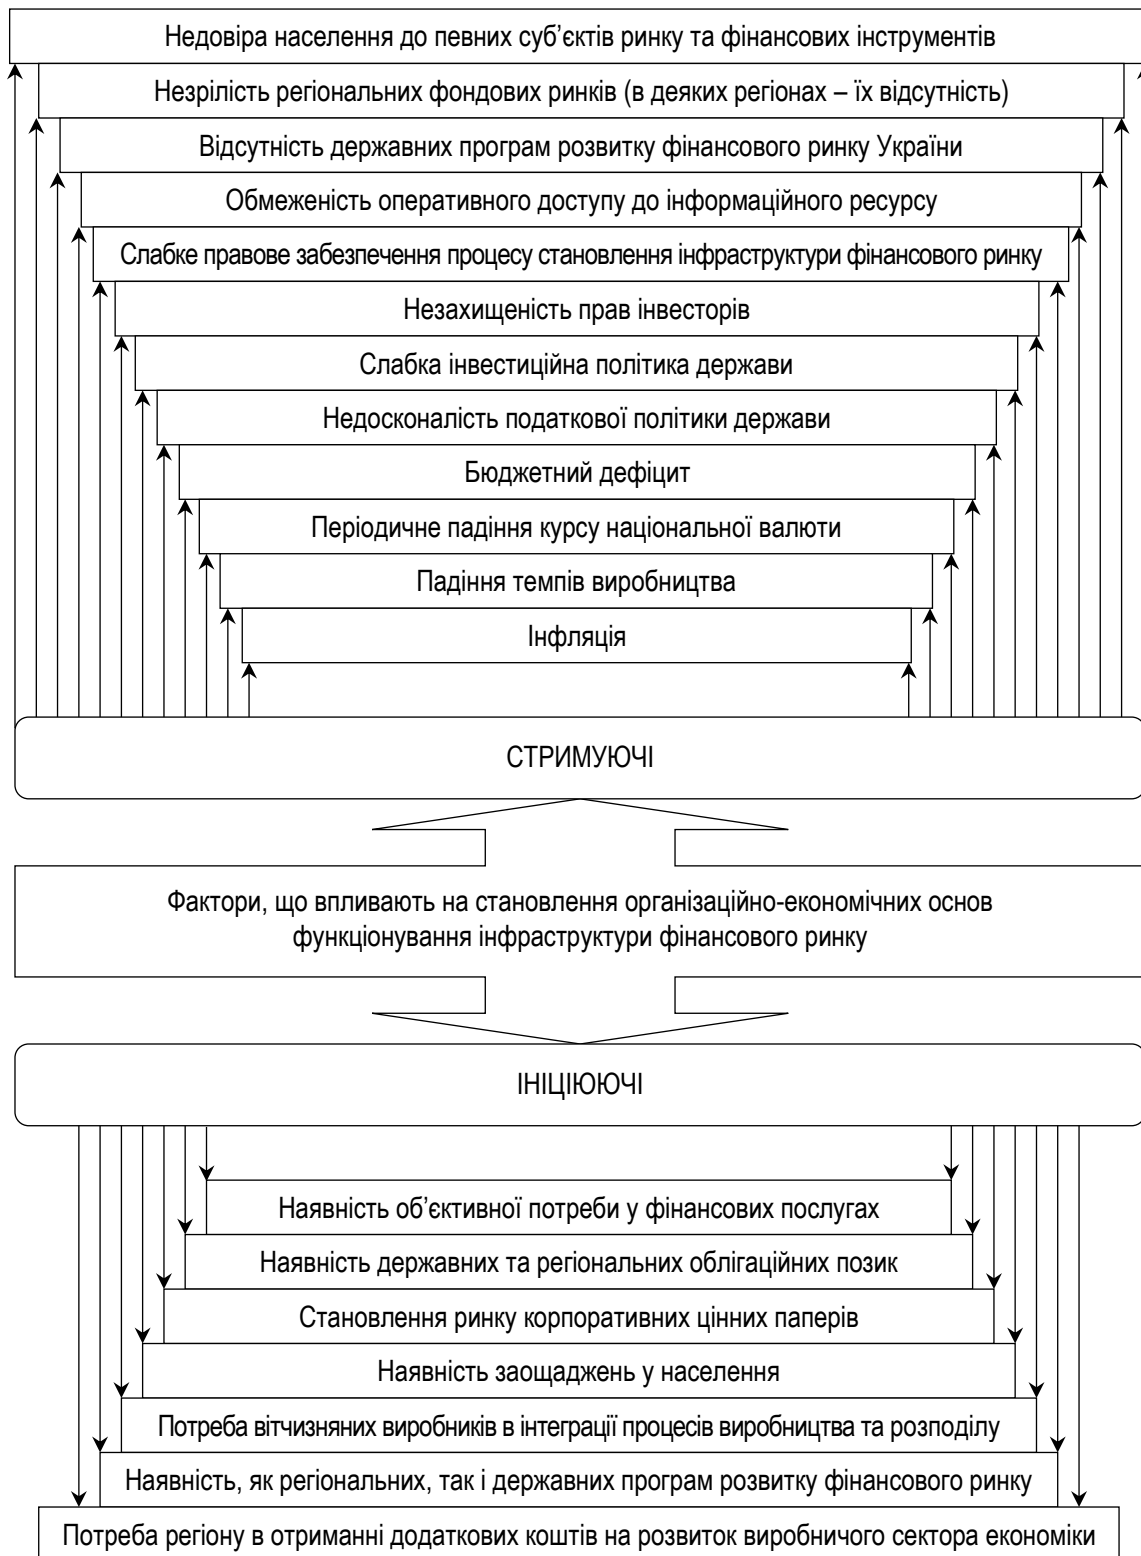 Недовіра населення до певних суб’єктів ринку та фінансових інструментів
Незрілість регіональних фондових ринків (в деяких регіонах – їх відсутність)
Відсутність державних програм розвитку фінансового ринку України
Обмеженість оперативного доступу до інформаційного ресурсу
Слабке правове забезпечення процесу становлення інфраструктури фінансового ринку
Незахищеність прав інвесторів
Слабка інвестиційна політика держави
Недосконалість податкової політики держави
Бюджетний дефіцит
Періодичне падіння курсу національної валюти
Падіння темпів виробництва
Інфляція
СТРИМУЮЧІ
Фактори, що впливають на становлення організаційно-економічних основ
функціонування інфраструктури фінансового ринку
ІНІЦІЮЮЧІ
Наявність об’єктивної потреби у фінансових послугах
Наявність державних та регіональних облігаційних позик
Становлення ринку корпоративних цінних паперів
Наявність заощаджень у населення
Потреба вітчизняних виробників в інтеграції процесів виробництва та розподілу
Наявність, як регіональних, так і державних програм розвитку фінансового ринку
Потреба регіону в отриманні додаткових коштів на розвиток виробничого сектора економіки